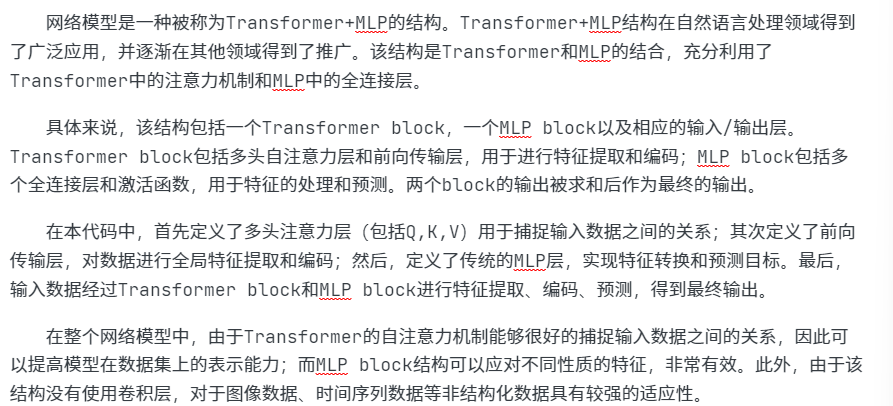 网络模型是一种被称为Transformer+MLP的结构。Transformer+MLP结构在自然语言处理领域得到
了广泛应用，并逐渐在其他领域得到了推广。该结构是Transformer和MLP的结合，充分利用了
Transformer中的注意力机制和MLP中的全连接层。
具体来说，该结构包括一个Transformer block，一个MLP block以及相应的输入/输出层。
Transformer block包括多头自注意力层和前向传输层，用于进行特征提取和编码；MLP block包括多
个全连接层和激活函数，用于特征的处理和预测。两个block的输出被求和后作为最终的输出。
在本代码中，首先定义了多头注意力层（包括Q,K,V）用于捕捉输入数据之间的关系；其次定义了前向
传输层，对数据进行全局特征提取和编码；然后，定义了传统的MLP层，实现特征转换和预测目标。最后，
输入数据经过Transformer block和MLP block进行特征提取、编码、预测，得到最终输出。
在整个网络模型中，由于Transformer的自注意力机制能够很好的捕捉输入数据之间的关系，因此可
以提高模型在数据集上的表示能力；而MLP block结构可以应对不同性质的特征，非常有效。此外，由于该
结构没有使用卷积层，对于图像数据、时间序列数据等非结构化数据具有较强的适应性。